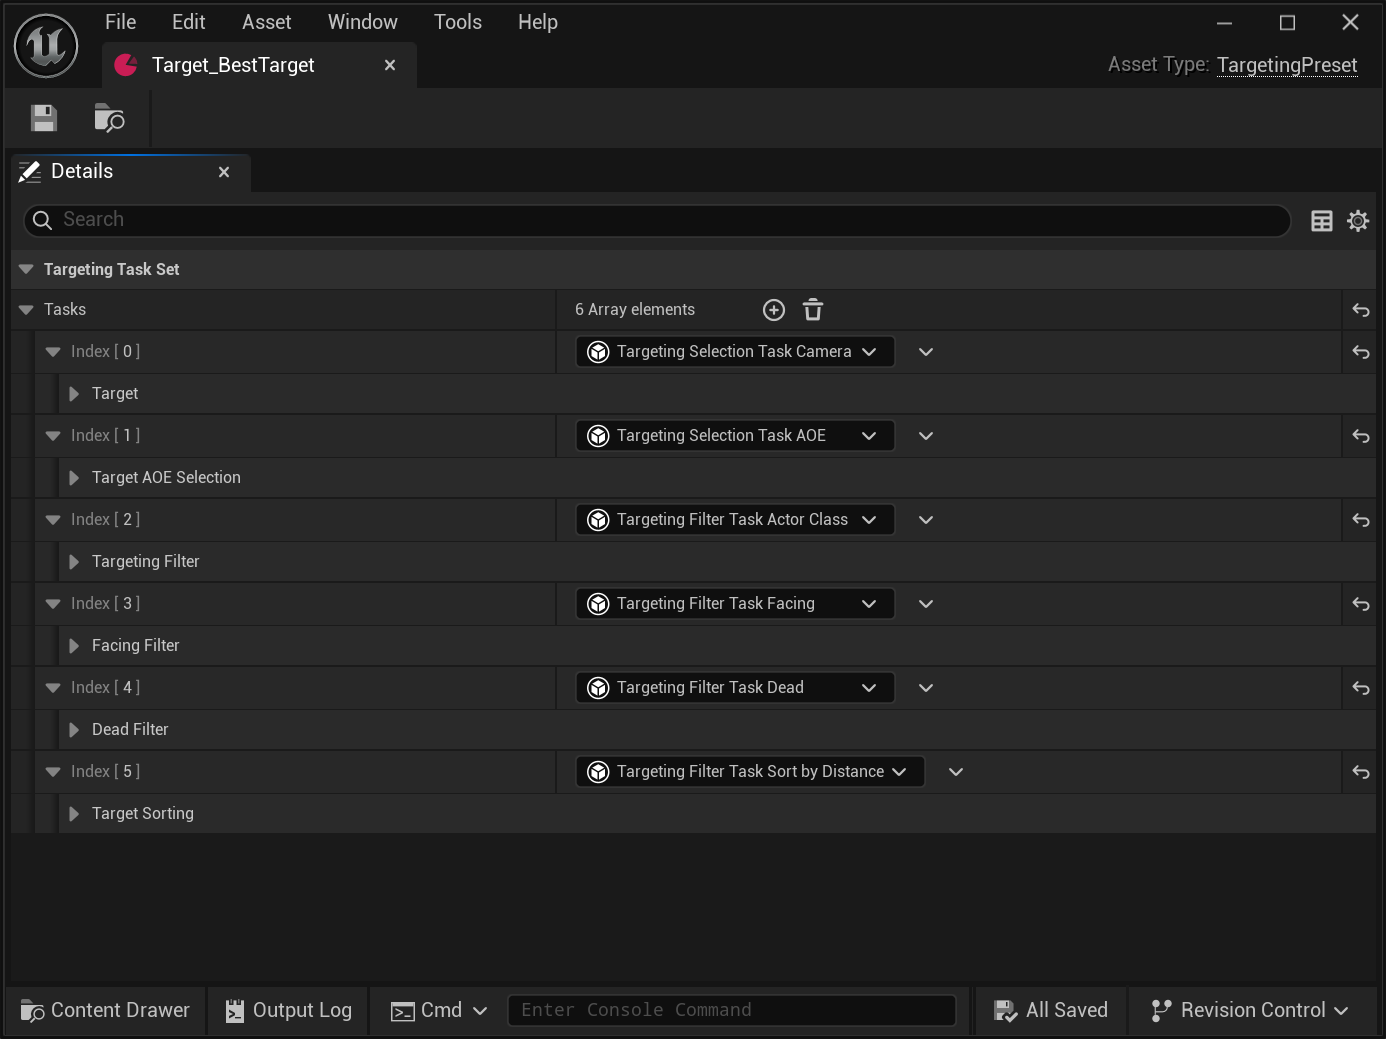 File Edit Asset Window Tools Help
Target_BestTarget
Asset Type: TargetingPreset
Details
Search
Targeting Task Set
Tasks 6 Array elements
Index [ 0 ] Targeting Selection Task Camera
Target
Index [ 1 ] Targeting Selection Task AOE
Target AOE Selection
Index [ 2 ] Targeting Filter Task Actor Class
Targeting Filter
Index [ 3 ] Targeting Filter Task Facing
Facing Filter
Index [ 4 ] Targeting Filter Task Dead
Dead Filter
Index [ 5 ] Targeting Filter Task Sort by Distance
Target Sorting
Content Drawer Output Log Cmd Enter Console Command All Saved Revision Control